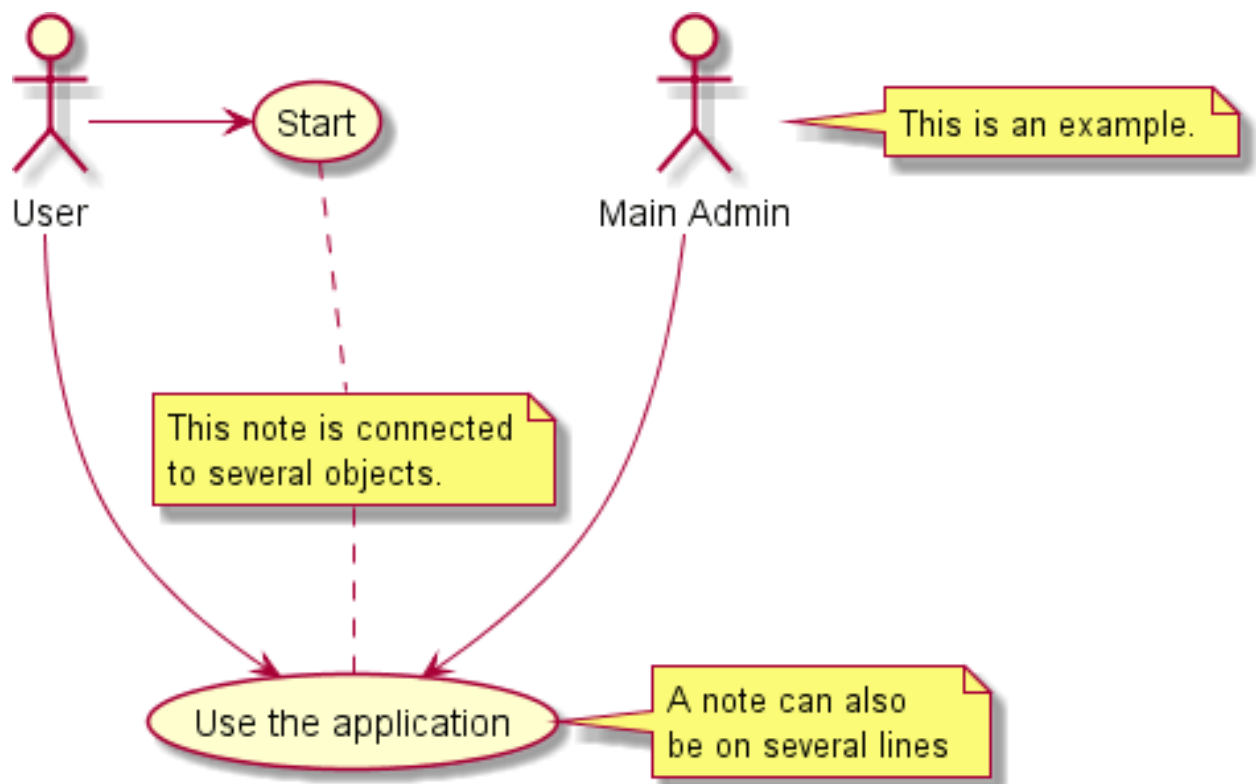 Start
This is an example.
User
Main Admin
This note is connected
to several objects.
Use the application
A note can also
be on several lines